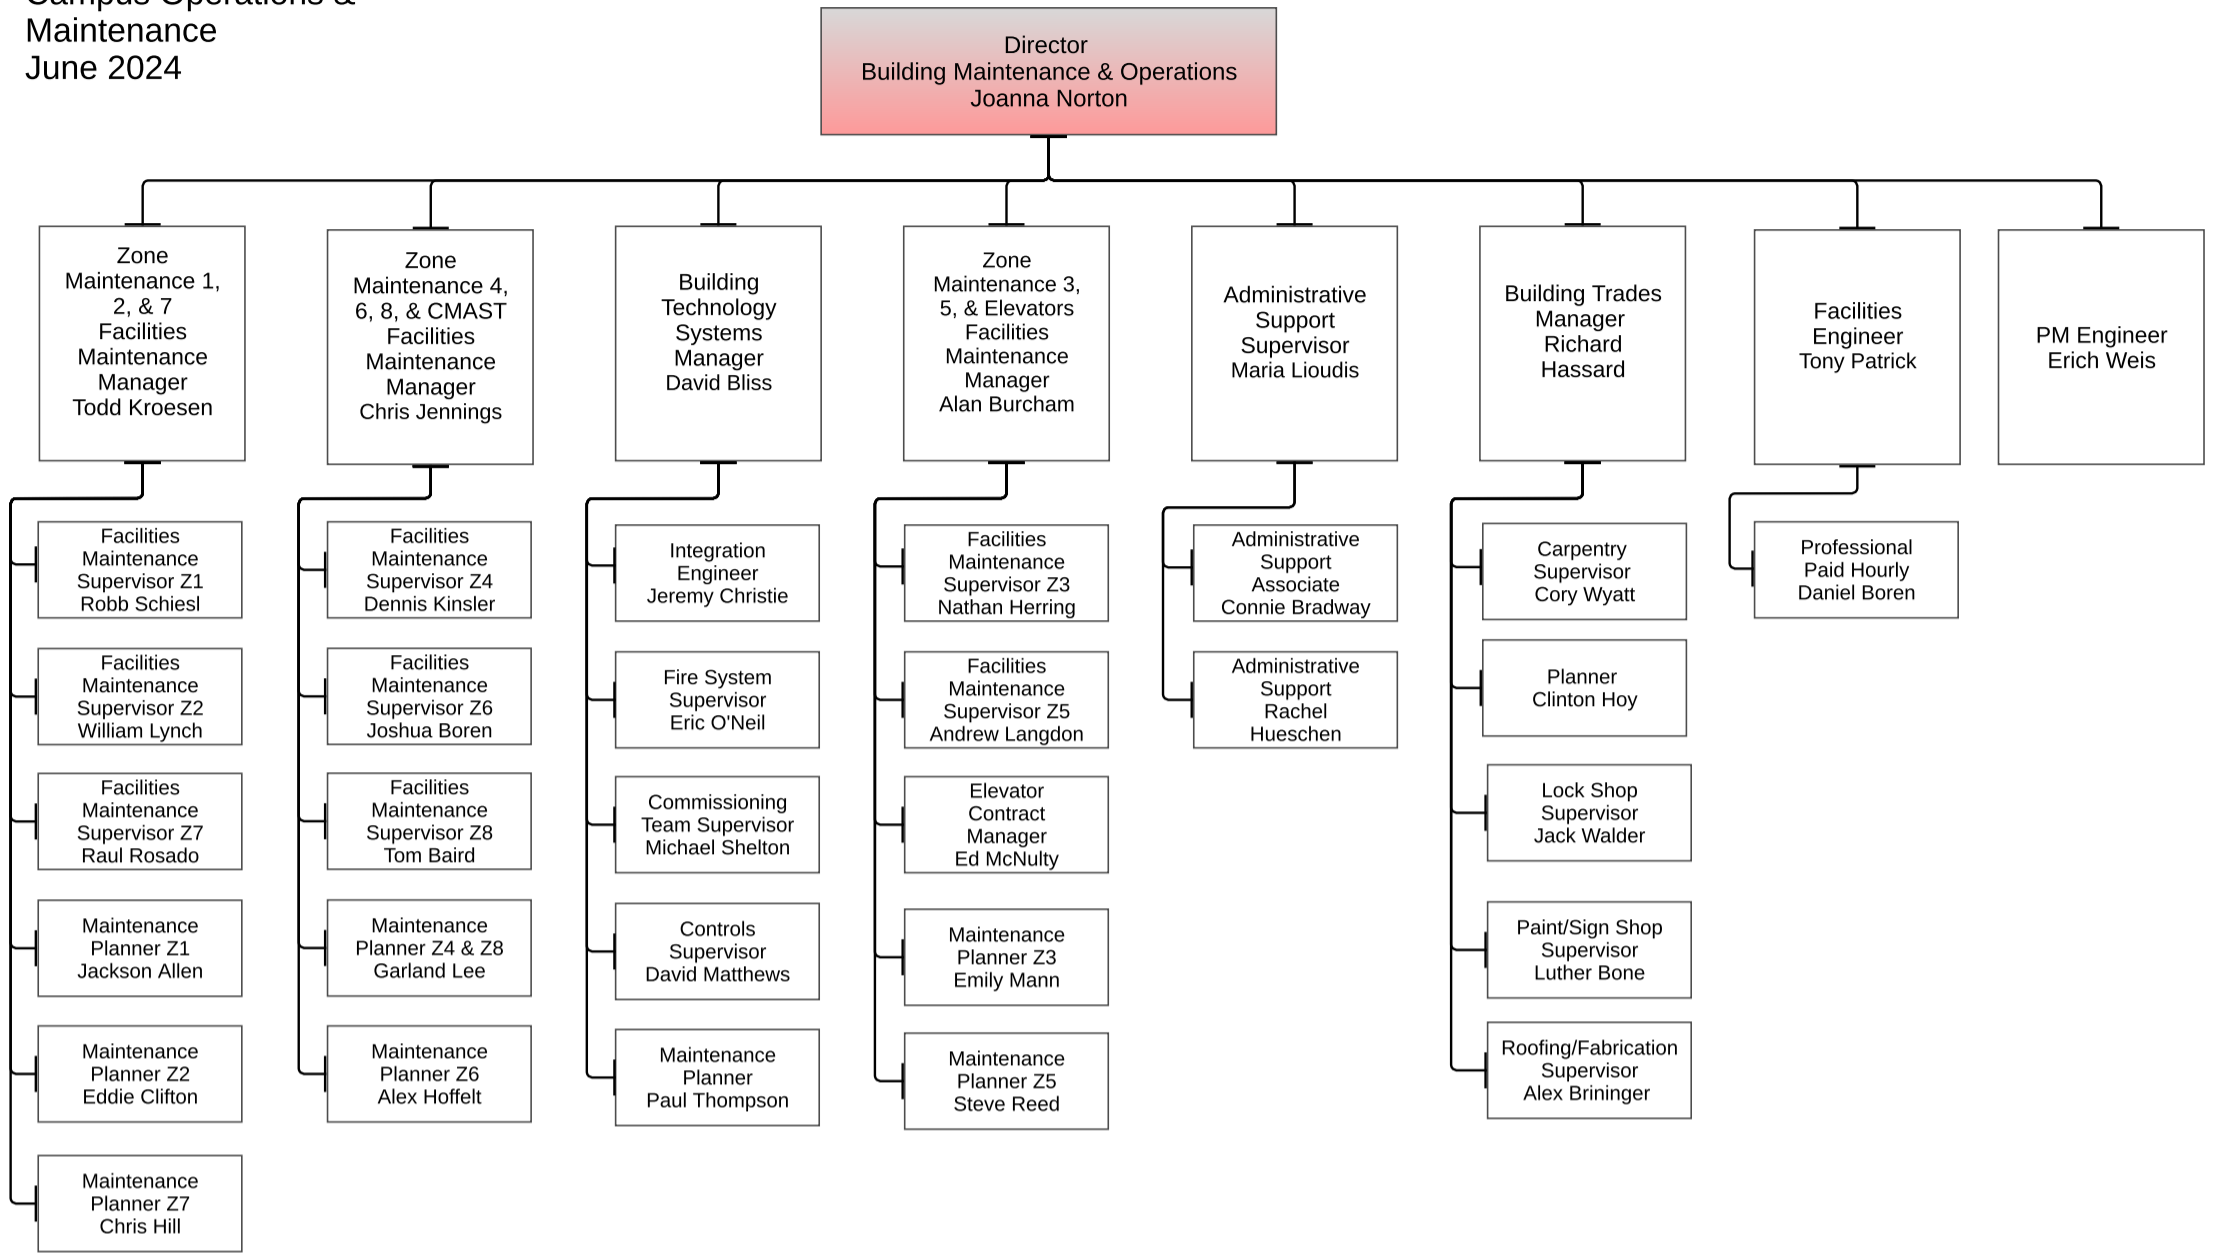 Campus Operations &
Maintenance
June 2024
Director
Building Maintenance & Operations
Joanna Norton
Zone
Maintenance 1,
2, & 7
Facilities
Maintenance
Manager
Todd Kroesen
Zone
Maintenance 4,
6, 8, & CMAST
Facilities
Maintenance
Manager
Chris Jennings
Building
Technology
Systems
Manager
David Bliss
Zone
Maintenance 3,
5, & Elevators
Facilities
Maintenance
Manager
Alan Burcham
Administrative
Support
Supervisor
Maria Lioudis
Building Trades
Manager
Richard
Hassard
Facilities
Engineer
Tony Patrick
PM Engineer
Erich Weis
Facilities
Maintenance
Supervisor Z1
Robb Schiesl
Facilities
Maintenance
Supervisor Z2
William Lynch
Facilities
Maintenance
Supervisor Z7
Raul Rosado
Maintenance
Planner Z1
Jackson Allen
Maintenance
Planner Z2
Eddie Clifton
Maintenance
Planner Z7
Chris Hill
Facilities
Maintenance
Supervisor Z4
Dennis Kinsler
Facilities
Maintenance
Supervisor Z6
Joshua Boren
Facilities
Maintenance
Supervisor Z8
Tom Baird
Maintenance
Planner Z4 & Z8
Garland Lee
Maintenance
Planner Z6
Alex Hoffelt
Integration
Engineer
Jeremy Christie
Fire System
Supervisor
Eric O'Neil
Commissioning
Team Supervisor
Michael Shelton
Controls
Supervisor
David Matthews
Maintenance
Planner
Paul Thompson
Facilities
Maintenance
Supervisor Z3
Nathan Herring
Facilities
Maintenance
Supervisor Z5
Andrew Langdon
Elevator
Contract
Manager
Ed McNulty
Maintenance
Planner Z3
Emily Mann
Maintenance
Planner Z5
Steve Reed
Administrative
Support
Associate
Connie Bradway
Administrative
Support
Rachel
Hueschen
Carpentry
Supervisor
Cory Wyatt
Planner
Clinton Hoy
Lock Shop
Supervisor
Jack Walder
Paint/Sign Shop
Supervisor
Luther Bone
Roofing/Fabrication
Supervisor
Alex Brininger
Professional
Paid Hourly
Daniel Boren